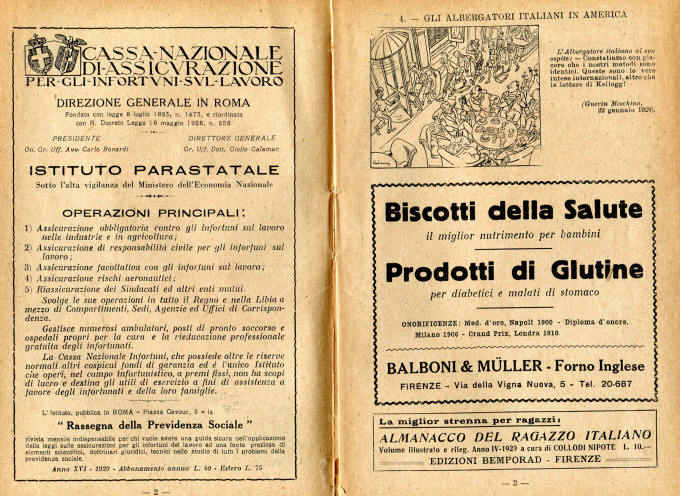 CASSA·NAZIONALE
DI·ASSICVRAZIONE
PER·GLI·INFORTVNI·SVL·LAVORO
DIREZIONE GENERALE IN ROMA
Fondata con legge 8 luglio 1883, n. 1473, e riordinata
con R. Decreto Legge 16 maggio 1926, n. 858
PRESIDENTE
On. Gr. Uff. Avv. Carlo Bonardi
DIRETTORE GENERALE
Gr. Uff. Dott. Giulio Calamani
ISTITUTO PARASTATALE
Sotto l'alta vigilanza del Ministero dell'Economia Nazionale
OPERAZIONI PRINCIPALI:
1) Assicurazione obbligatoria contro gli infortuni sul lavoro
nelle industrie e in agricoltura;
2) Assicurazione di responsabilità civile per gli infortuni sul
lavoro;
3) Assicurazione facoltativa con gli infortuni sul lavoro;
4) Assicurazione rischi aeronautici;
5) Riassicurazione dei Sindacati ed altri enti mutui.
Svolge le sue operazioni in tutto il Regno e nella Libia a
mezzo di Compartimenti, Sedi, Agenzie ed Uffici di Corrispon-
denza.
Gestisce numerosi ambulatori, posti di pronto soccorso e
ospedali propri per la cura e la rieducazione professionale
gratuita degli infortunati.
La Cassa Nazionale Infortuni, che possiede oltre le riserve
normali altri cospicui fondi di garanzia ed è l'unico Istituto
che operi, nel campo infortunistico, a premi fissi, non ha scopi
di lucro e destina gli utili di esercizio a fini di assistenza a
favore degli infortunati e della loro famiglie.
L'Istituto, pubblica in ROMA - Piazza Cavour, 3 - la
" Rassegna della Previdenza Sociale "
rivista mensile indispensabile per chi vuole avere una guida sicura nell'applicazione
delle leggi sulle assicurazioni per gli infortuni del lavoro ed una fonte preziosa di
elementi scientifici, dottrinari giuridici, tecnici nello studio di tutti i problemi della
previdenza sociale.
Anno XVI - 1929 - Abbonamento annuo L. 50 - Estero L. 75
— 2 —
4. — GLI ALBERGATORI ITALIANI IN AMERICA
L'Albergatore italiano al suo
ospite: — Constatiamo con pia-
cere che i nostri metodi sono
identici. Queste sono le vere
intese internazionali, altro che
le lettere di Kellogg!
(Guerin Meschino,
22 gennaio 1928).
Biscotti della Salute
il miglior nutrimento per bambini
Prodotti di Glutine
per diabetici e malati di stomaco
ONORIFICENZE: Med. d'oro, Napoli 1900 - Diploma d'onore,
Milano 1906 - Grand Prix, Londra 1910.
BALBONI & MÜLLER - Forno Inglese
FIRENZE - Via della Vigna Nuova, 5 - Tel. 20-687
La miglior strenna per ragazzi:
ALMANACCO DEL RAGAZZO ITALIANO
Volume illustrato e rileg. Anno IV-1929 a cura di COLLODI NIPOTE L. 10.—
EDIZIONI BEMPORAD - FIRENZE
— 3 —